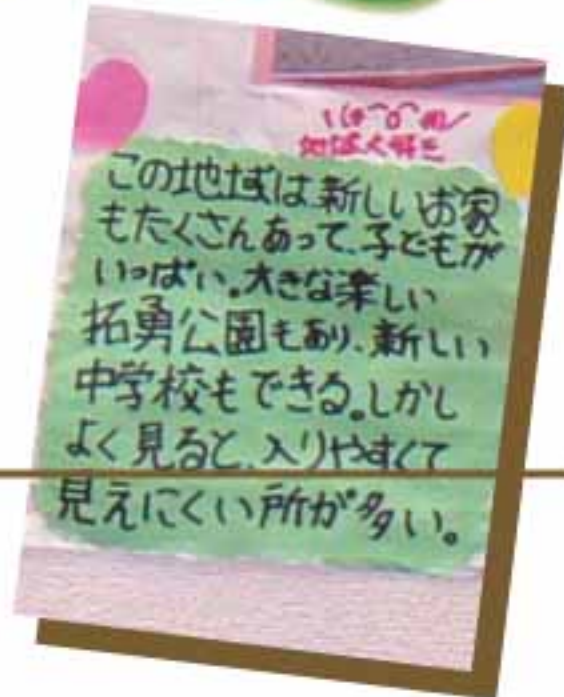 この地域は新しいお家
もたくさんあって、子どもが
いっぱい。大きな楽しい
拓勇公園もあり、新しい
中学校もできる。しかし
よく見ると、入りやすくて
見えにくい所が多い。